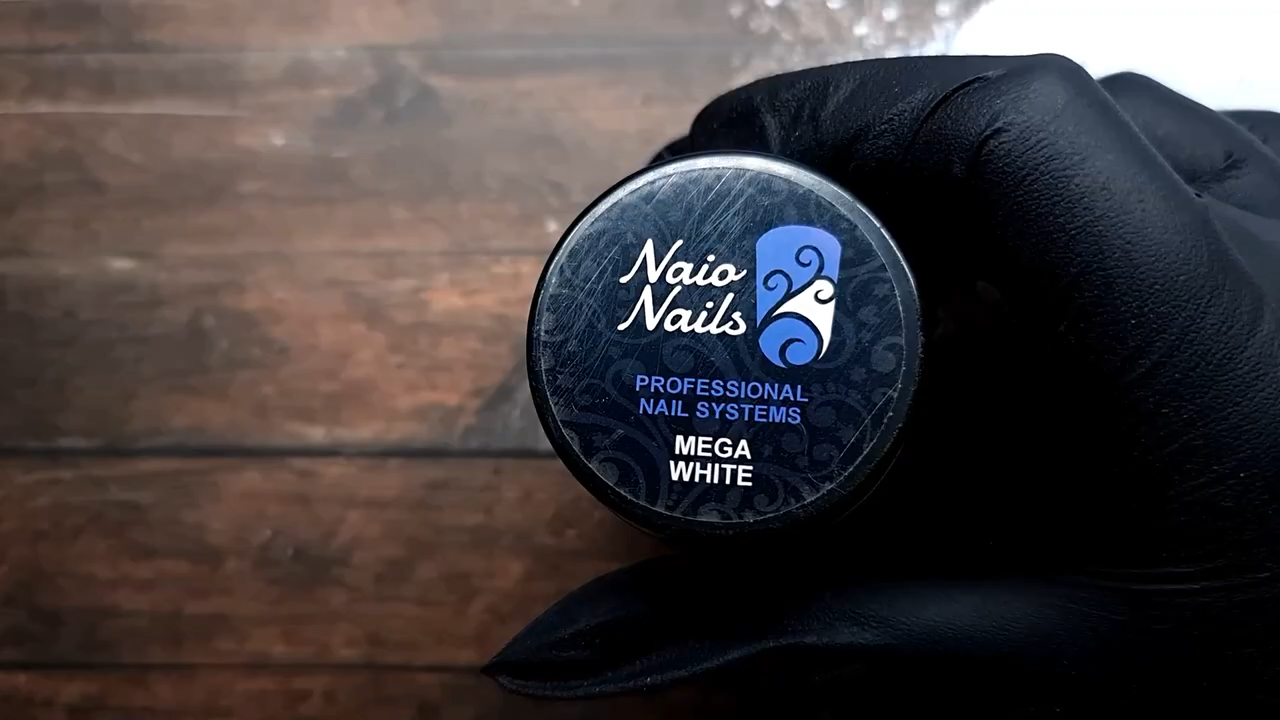 Naio
Nails
PROFESSIONAL
NAIL SYSTEMS
MEGA
WHITE